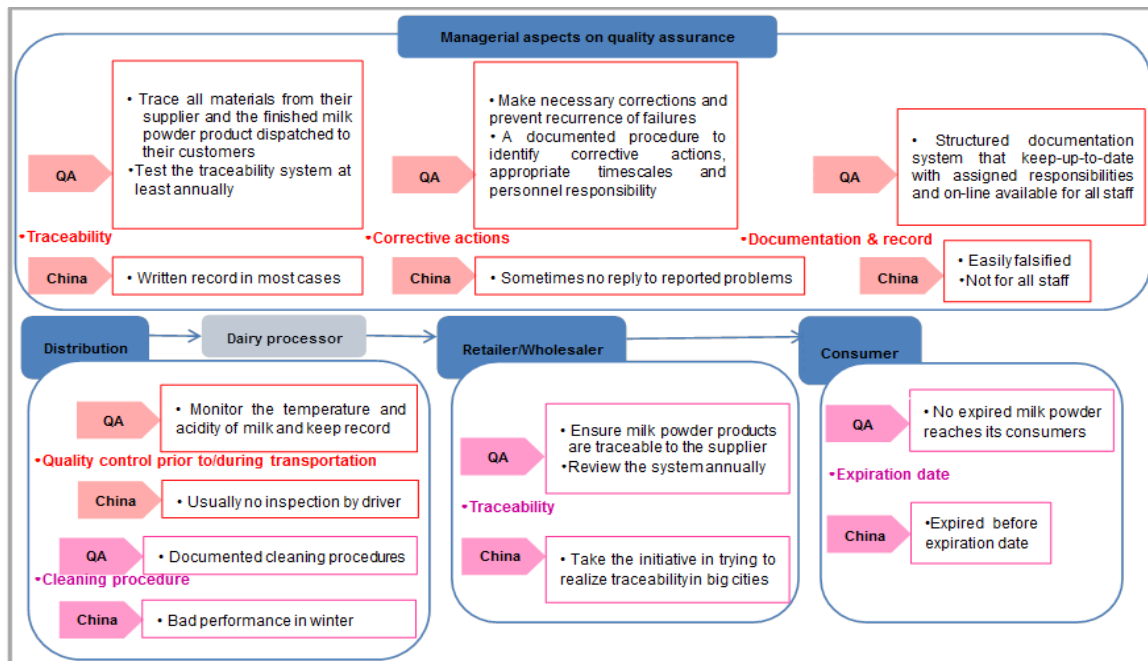 Managerial aspects on quality assurance
• Trace all materials from their
supplier and the finished milk
powder product dispatched to
their customers
•Test the traceability system at
least annually
QA
•Traceability
China
• Written record in most cases
• Make necessary corrections and
prevent recurrence of failures
• A documented procedure to
identify corrective actions,
appropriate timescales and
personnel responsibility
QA
•Corrective actions
China
• Sometimes no reply to reported problems
• Structured documentation
system that keep-up-to-date
with assigned responsibilities
and on-line available for all staff
QA
•Documentation & record
China
• Easily falsified
•Not for all staff
Distribution
Dairy processor
Retailer/Wholesaler
Consumer
QA
• Monitor the temperature and
acidity of milk and keep record
•Quality control prior to/during transportation
China
• Usually no inspection by driver
QA
• Documented cleaning procedures
•Cleaning procedure
China
• Bad performance in winter
QA
• Ensure milk powder products
are traceable to the supplier
• Review the system annually
•Traceability
China
• Take the initiative in trying to
realize traceability in big cities
QA
• No expired milk powder
reaches its consumers
•Expiration date
China
•Expired before
expiration date